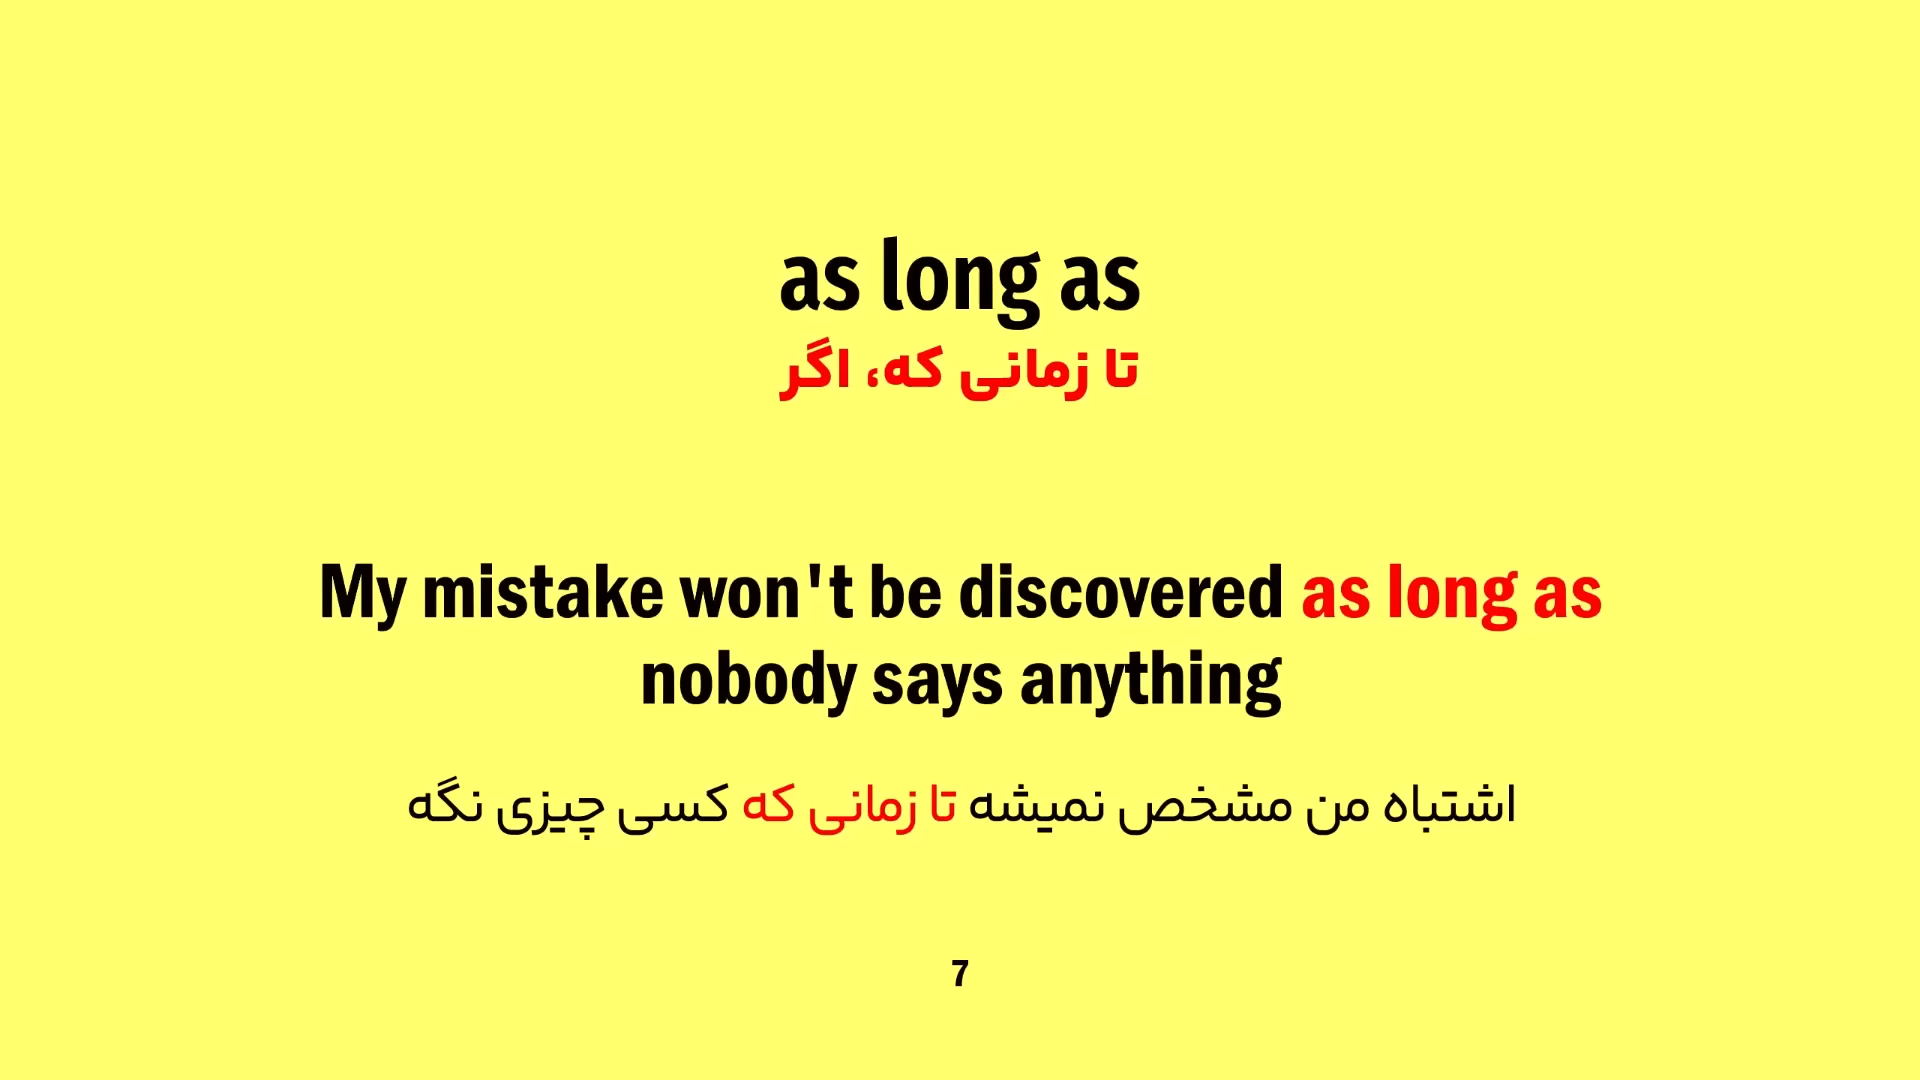 as long as
تا زمانی که، اگر
My mistake won't be discovered as long as
nobody says anything
اشتباه من مشخص نمیشه تا زمانی که کسی چیزی نگه
7